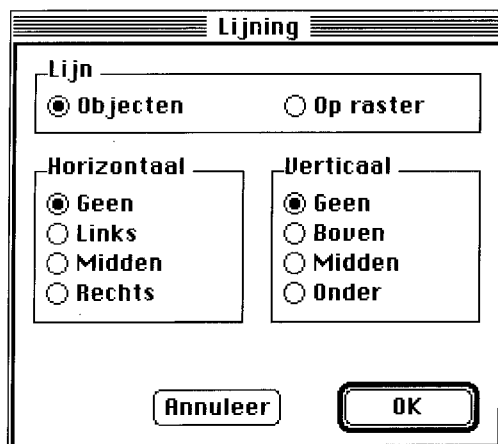 Lijning
Lijn
Objecten Op raster
Horizontaal
Geen
Links
Midden
Rechts
Verticaal
Geen
Boven
Midden
Onder
Annuleer OK